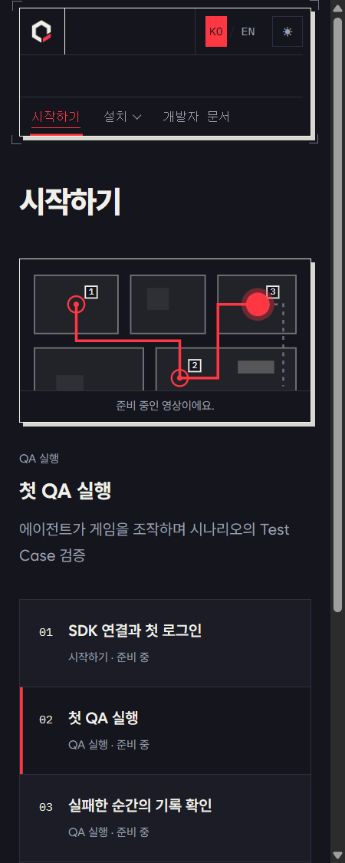 KO / EN
시작하기 설치 개발자 문서
시작하기
1
3
2
준비 중인 영상이에요.
QA 실행
첫 QA 실행
에이전트가 게임을 조작하며 시나리오의 Test
Case 검증
01 SDK 연결과 첫 로그인
시작하기 · 준비 중
02 첫 QA 실행
QA 실행 · 준비 중
03 실패한 순간의 기록 확인
QA 실행 · 준비 중